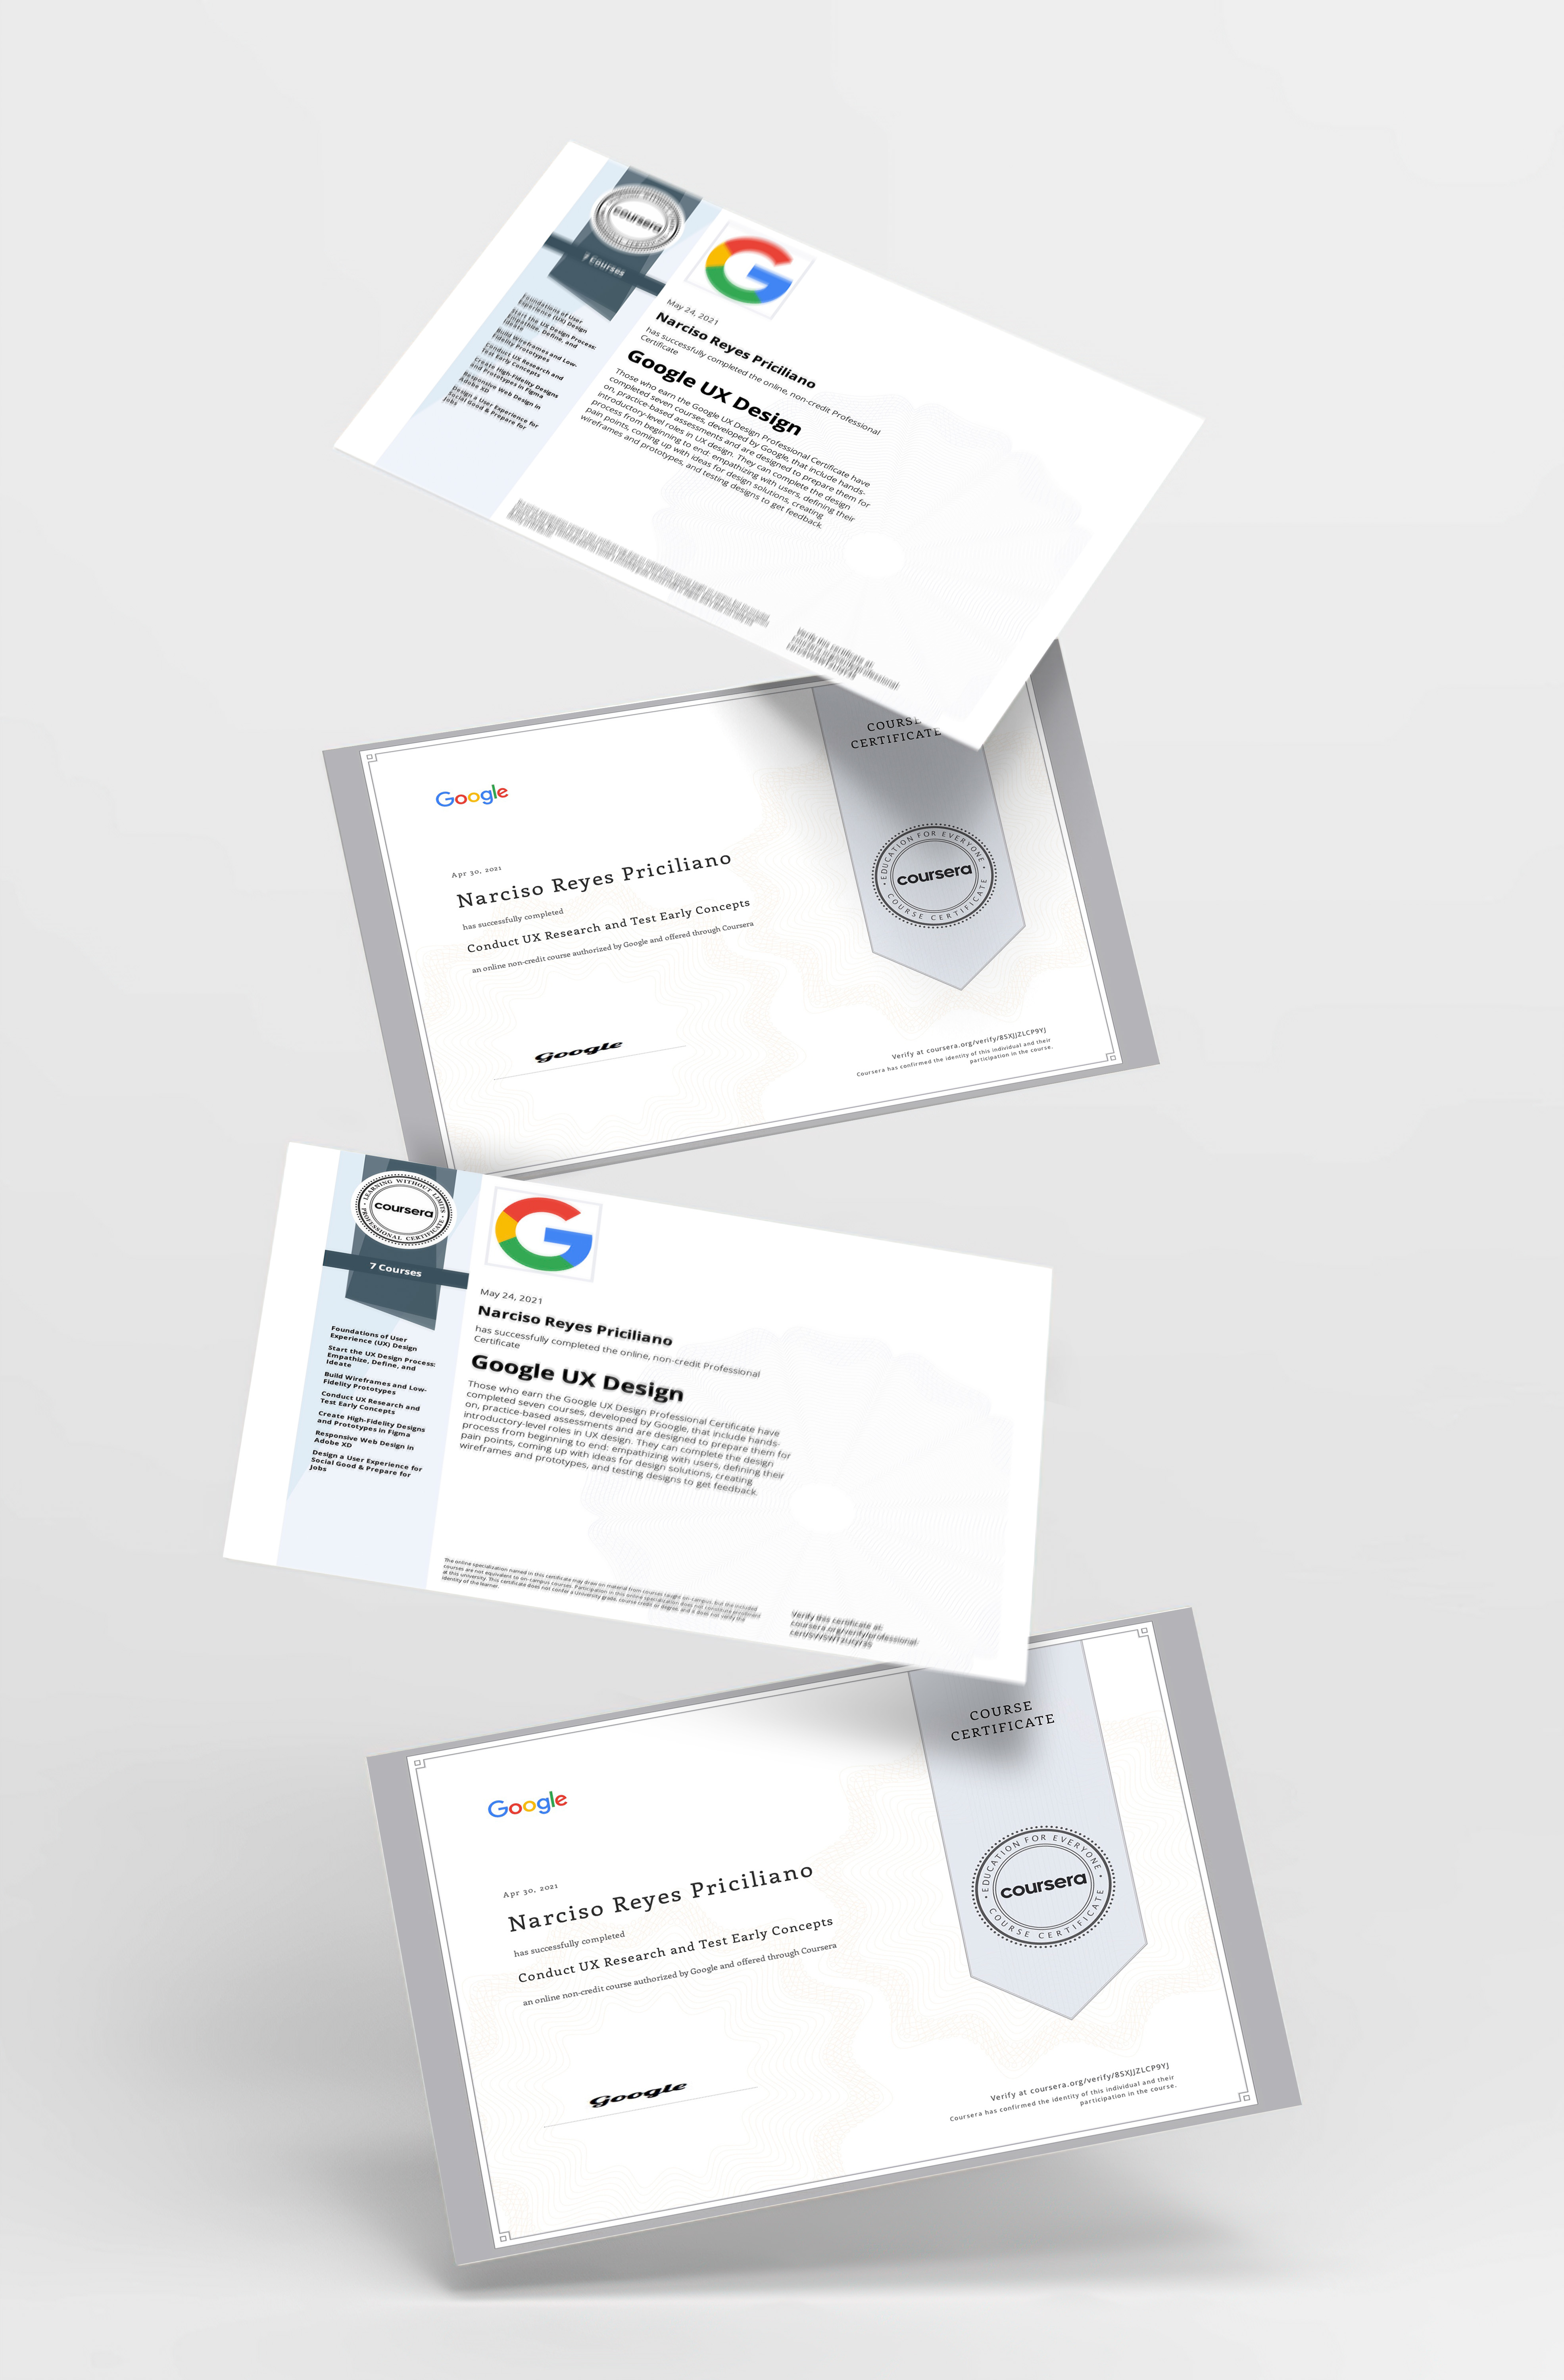 coursera
7 Courses
Foundations of User
Experience (UX) Design
Start the UX Design Process:
Empathize, Define, and
Ideate
Build Wireframes and Low-
Fidelity Prototypes
Conduct UX Research and
Test Early Concepts
Create High-Fidelity Designs
and Prototypes in Figma
Responsive Web Design in
Adobe XD
Design a User Experience for
Social Good & Prepare for
Jobs
G
May 24, 2021
Narciso Reyes Priciliano
has successfully completed the online, non-credit Professional
Certificate
Google UX Design
Those who earn the Google UX Design Professional Certificate have
completed seven courses, developed by Google, that include hands-
on, practice-based assessments and are designed to prepare them for
introductory-level roles in UX design. They can complete the design
process from beginning to end: empathizing with users, defining their
pain points, coming up with ideas for design solutions, creating
wireframes and prototypes, and testing designs to get feedback.
Verify this certificate at:
COURSE
CERTIFICATE
Google
Apr 30, 2021
Narciso Reyes Priciliano
has successfully completed
Conduct UX Research and Test Early Concepts
an online non-credit course authorized by Google and offered through Coursera
Google
EDUCATION FOR EVERYONE
coursera
COURSE CERTIFICATE
Verify at coursera.org/verify/8SXJJZLCP9YJ
Coursera has confirmed the identity of this individual and their
participation in the course.
LEARNING WITHOUT LIMITS
coursera
PROFESSIONAL CERTIFICATE
7 Courses
Foundations of User
Experience (UX) Design
Start the UX Design Process:
Empathize, Define, and
Ideate
Build Wireframes and Low-
Fidelity Prototypes
Conduct UX Research and
Test Early Concepts
Create High-Fidelity Designs
and Prototypes in Figma
Responsive Web Design in
Adobe XD
Design a User Experience for
Social Good & Prepare for
Jobs
G
May 24, 2021
Narciso Reyes Priciliano
has successfully completed the online, non-credit Professional
Certificate
Google UX Design
Those who earn the Google UX Design Professional Certificate have
completed seven courses, developed by Google, that include hands-
on, practice-based assessments and are designed to prepare them for
introductory-level roles in UX design. They can complete the design
process from beginning to end: empathizing with users, defining their
pain points, coming up with ideas for design solutions, creating
wireframes and prototypes, and testing designs to get feedback.
The online specialization named in this certificate may draw on material from courses taught on-campus, but the included
courses are not equivalent to on-campus courses. Participation in this online specialization does not constitute enrollment
at this university. This certificate does not confer a University grade, course credit or degree, and it does not verify the
identity of the learner.
Verify this certificate at:
coursera.org/verify/professional-
COURSE
CERTIFICATE
Google
Apr 30, 2021
Narciso Reyes Priciliano
has successfully completed
Conduct UX Research and Test Early Concepts
an online non-credit course authorized by Google and offered through Coursera
Google
EDUCATION FOR EVERYONE
coursera
COURSE CERTIFICATE
Verify at coursera.org/verify/8SXJJZLCP9YJ
Coursera has confirmed the identity of this individual and their
participation in the course.